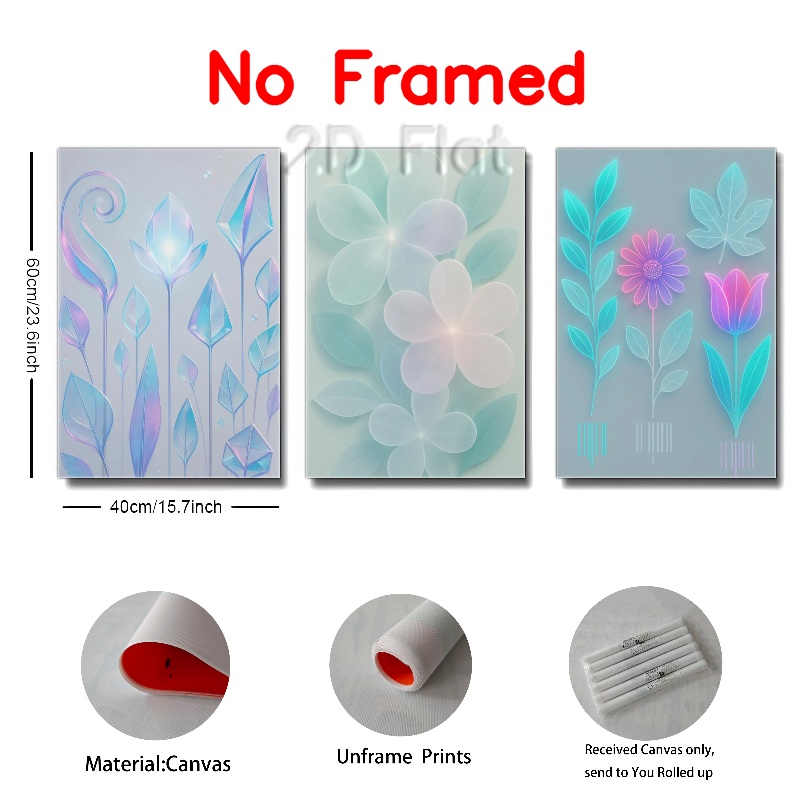 No Framed
2D Flat
60cm/23.6inch
40cm/15.7inch
Material:Canvas
Unframe Prints
Received Canvas only,
send to You Rolled up